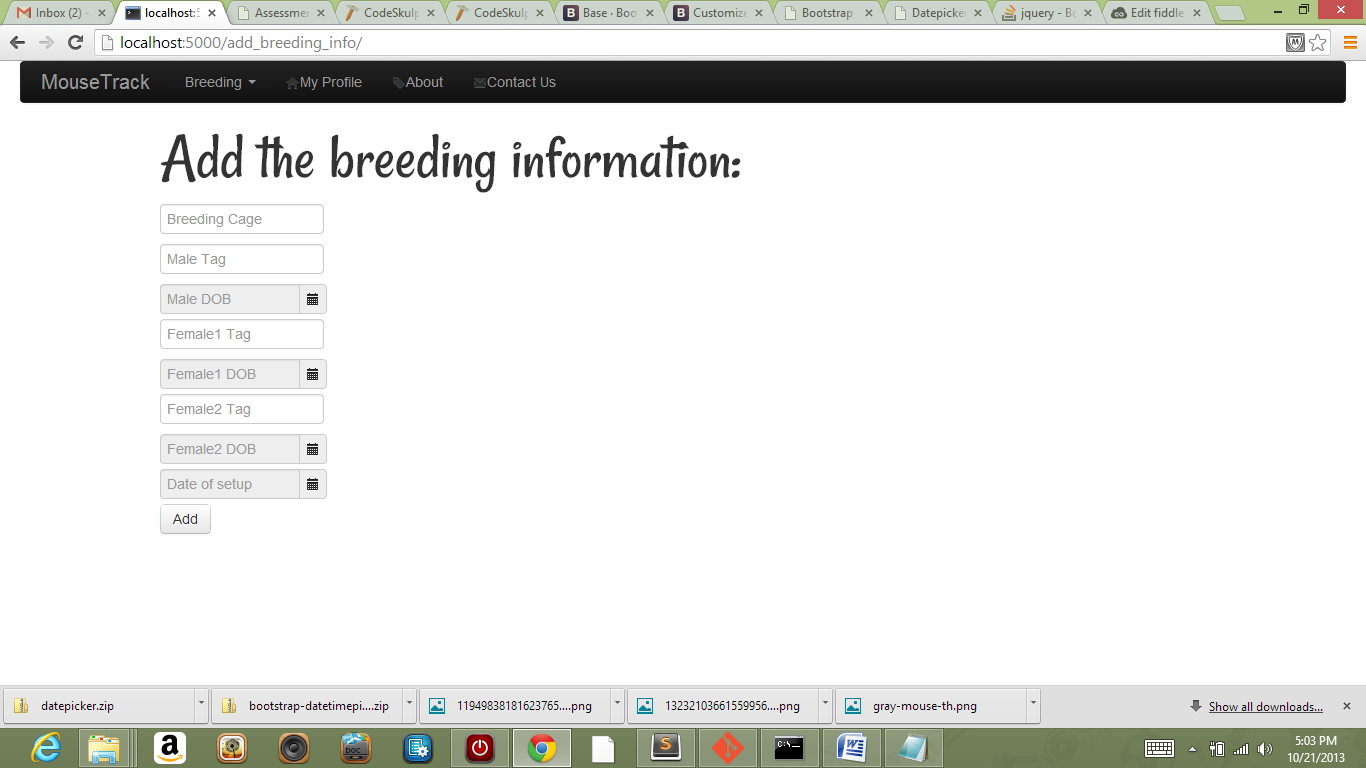 Inbox (2) - localhost:5 Assessmen CodeSkulp CodeSkulp Base · Boo Customize Bootstrap Datepicker jquery - Bo Edit fiddle
localhost:5000/add_breeding_info/
MouseTrack Breeding My Profile About Contact Us
Add the breeding information:
Breeding Cage
Male Tag
Male DOB
Female1 Tag
Female1 DOB
Female2 Tag
Female2 DOB
Date of setup
Add
datepicker.zip bootstrap-datetimepi....zip 11949838181623765....png 13232103661559956....png gray-mouse-th.png Show all downloads...
5:03 PM
10/21/2013